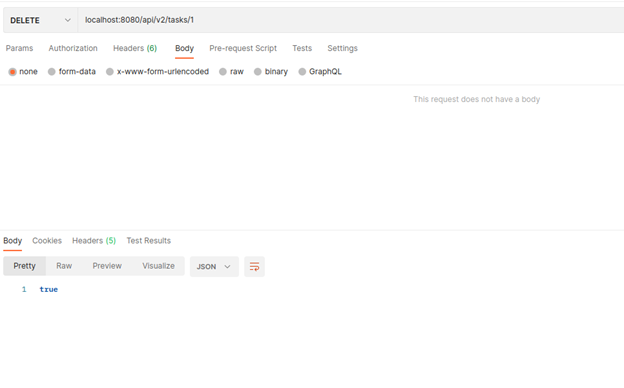 DELETE localhost:8080/api/v2/tasks/1
Params Authorization Headers (6) Body Pre-request Script Tests Settings
none form-data x-www-form-urlencoded raw binary GraphQL
This request does not have a body
Body Cookies Headers (5) Test Results
Pretty Raw Preview Visualize JSON
1 true